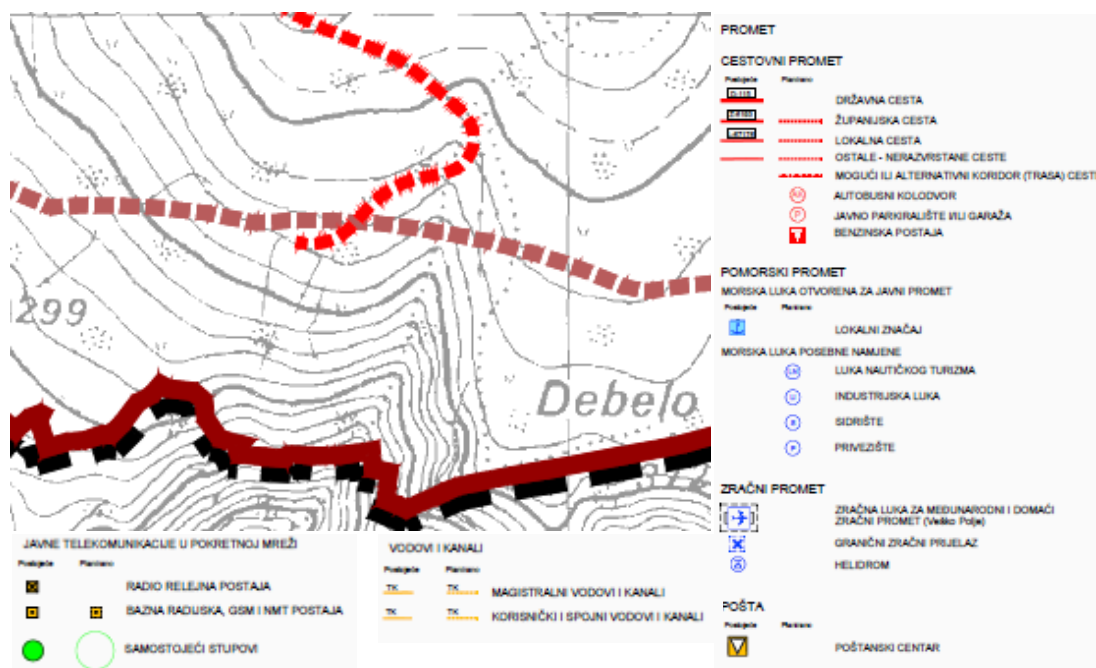 299
Debelo
PROMET
CESTOVNI PROMET
Postojeće Planirano
DRŽAVNA CESTA
ŽUPANIJSKA CESTA
LOKALNA CESTA
OSTALE - NERAZVRSTANE CESTE
MOGUĆI ILI ALTERNATIVNI KORIDOR (TRASA) CEST
AUTOBUSNI KOLODVOR
P JAVNO PARKIRALIŠTE I/ILI GARAŽA
BENZINSKA POSTAJA
POMORSKI PROMET
MORSKA LUKA OTVORENA ZA JAVNI PROMET
Postojeće Planirano
LOKALNI ZNAČAJ
MORSKA LUKA POSEBNE NAMJENE
LUKA NAUTIČKOG TURIZMA
INDUSTRIJSKA LUKA
SIDRIŠTE
PRIVEZIŠTE
ZRAČNI PROMET
ZRAČNA LUKA ZA MEĐUNARODNI I DOMAĆI
ZRAČNI PROMET (Veliko Polje)
GRANIČNI ZRAČNI PRIJELAZ
HELIDROM
POŠTA
Postojeće Planirano
POŠTANSKI CENTAR
JAVNE TELEKOMUNIKACIJE U POKRETNOJ MREŽI
Postojeće Planirano
RADIO RELEJNA POSTAJA
BAZNA RADIJSKA, GSM I NMT POSTAJA
SAMOSTOJEĆI STUPOVI
VODOVI I KANALI
Postojeće Planirano
TK TK MAGISTRALNI VODOVI I KANALI
TK TK KORISNIČKI I SPOJNI VODOVI I KANALI